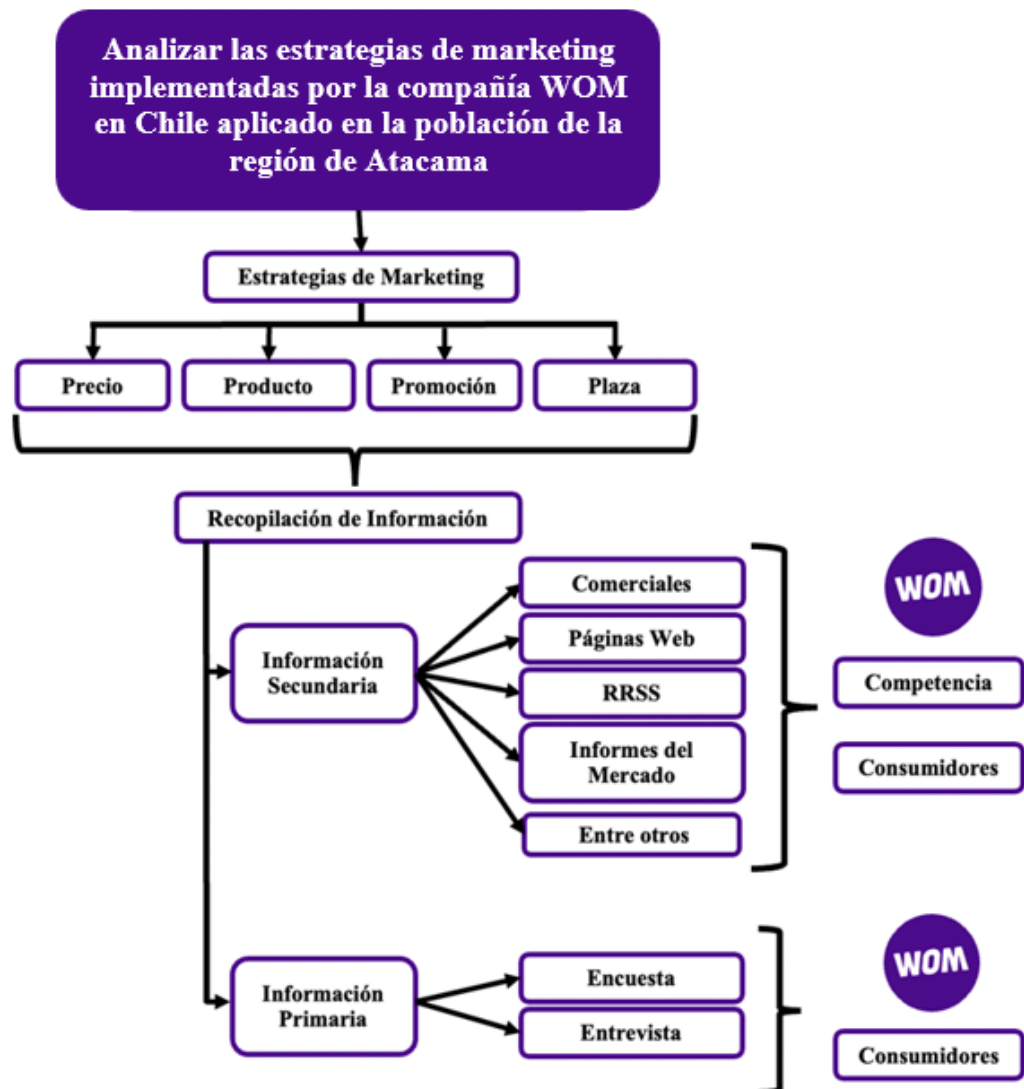 Analizar las estrategias de marketing
implementadas por la compañía WOM
en Chile aplicado en la población de la
región de Atacama
Estrategias de Marketing
Precio
Producto
Promoción
Plaza
Recopilación de Información
Información
Secundaria
Comerciales
Páginas Web
RRSS
Informes del
Mercado
Entre otros
WOM
Competencia
Consumidores
Información
Primaria
Encuesta
Entrevista
WOM
Consumidores